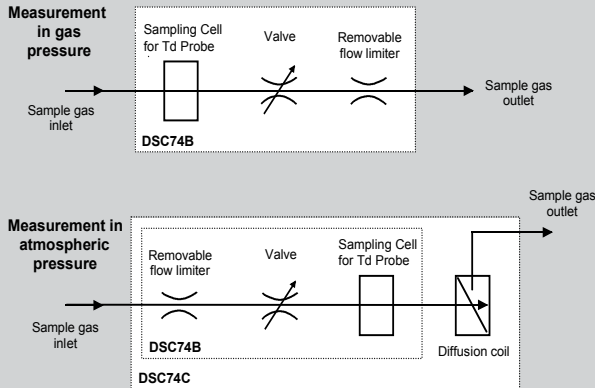 Measurement
in gas
pressure
Sampling Cell
for Td Probe
Valve
Removable
flow limiter
Sample gas
inlet
Sample gas
outlet
DSC74B
Measurement in
atmospheric
pressure
Removable
flow limiter
Valve
Sampling Cell
for Td Probe
Sample gas
outlet
Sample gas
inlet
DSC74B
Diffusion coil
DSC74C